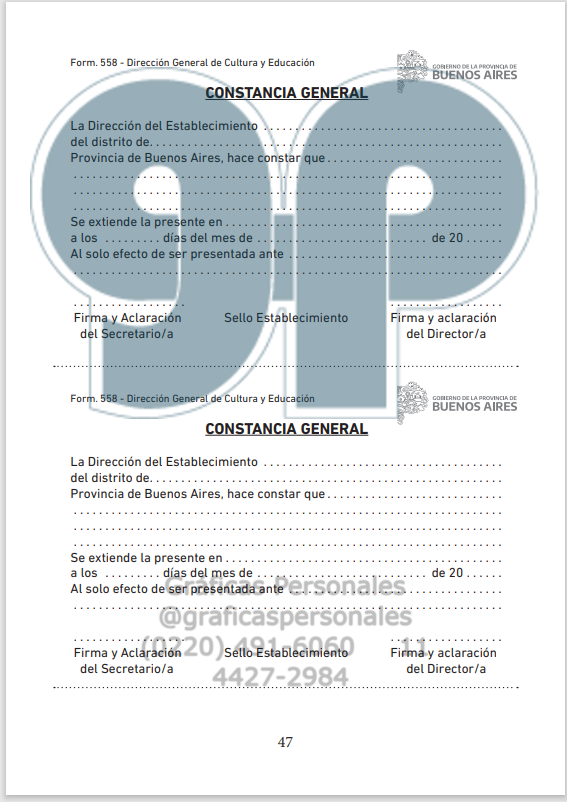 Form. 558 - Dirección General de Cultura y Educación
GOBIERNO DE LA PROVINCIA DE
BUENOS AIRES
CONSTANCIA GENERAL
La Dirección del Establecimiento . . . . . . . . . . . . . . . . . . . . . . . . . . . . . . . . . . . . . .
del distrito de. . . . . . . . . . . . . . . . . . . . . . . . . . . . . . . . . . . . . . . . . . . . . . . . . . . . . . .
Provincia de Buenos Aires, hace constar que . . . . . . . . . . . . . . . . . . . . . . . . . . . .
. . . . . . . . . . . . . . . . . . . . . . . . . . . . . . . . . . . . . . . . . . . . . . . . . . . . . . . . . . . . . . . . . . . .
. . . . . . . . . . . . . . . . . . . . . . . . . . . . . . . . . . . . . . . . . . . . . . . . . . . . . . . . . . . . . . . . . . . .
. . . . . . . . . . . . . . . . . . . . . . . . . . . . . . . . . . . . . . . . . . . . . . . . . . . . . . . . . . . . . . . . . . . .
Se extiende la presente en . . . . . . . . . . . . . . . . . . . . . . . . . . . . . . . . . . . . . . . . . . . .
a los . . . . . . . . . días del mes de . . . . . . . . . . . . . . . . . . . . . . . . . . . de 20 . . . . . .
Al solo efecto de ser presentada ante . . . . . . . . . . . . . . . . . . . . . . . . . . . . . . . . . .
. . . . . . . . . . . . . . . . . . . . . . . . . . . . . . . . . . . . . . . . . . . . . . . . . . . . . . . . . . . . . . . . . . . .
. . . . . . . . . . . . . . . . . . . . . . . . . . . . . . . . . . . .
Firma y Aclaración Sello Establecimiento Firma y aclaración
del Secretario/a del Director/a
Form. 558 - Dirección General de Cultura y Educación
GOBIERNO DE LA PROVINCIA DE
BUENOS AIRES
CONSTANCIA GENERAL
La Dirección del Establecimiento . . . . . . . . . . . . . . . . . . . . . . . . . . . . . . . . . . . . . .
del distrito de. . . . . . . . . . . . . . . . . . . . . . . . . . . . . . . . . . . . . . . . . . . . . . . . . . . . . . .
Provincia de Buenos Aires, hace constar que . . . . . . . . . . . . . . . . . . . . . . . . . . . .
. . . . . . . . . . . . . . . . . . . . . . . . . . . . . . . . . . . . . . . . . . . . . . . . . . . . . . . . . . . . . . . . . . . .
. . . . . . . . . . . . . . . . . . . . . . . . . . . . . . . . . . . . . . . . . . . . . . . . . . . . . . . . . . . . . . . . . . . .
. . . . . . . . . . . . . . . . . . . . . . . . . . . . . . . . . . . . . . . . . . . . . . . . . . . . . . . . . . . . . . . . . . . .
Se extiende la presente en . . . . . . . . . . . . . . . . . . . . . . . . . . . . . . . . . . . . . . . . . . . .
a los . . . . . . . . . días del mes de . . . . . . . . . . . . . . . . . . . . . . . . . . . de 20 . . . . . .
Gráficas Personales
Al solo efecto de ser presentada ante . . . . . . . . . . . . . . . . . . . . . . . . . . . . . . . . . .
. . . . . . . . . . . . . . . . . . . . . . . . . . . . . . . . . . . . . . . . . . . . . . . . . . . . . . . . . . . . . . . . . . . .
@graficaspersonales
. . . . . . . . . . . . . . . . . . . . . . . . . . . . . . . . . . . .
(0220) 491-6060 11
Firma y Aclaración Sello Establecimiento Firma y aclaración
del Secretario/a del Director/a
4427-2984
47